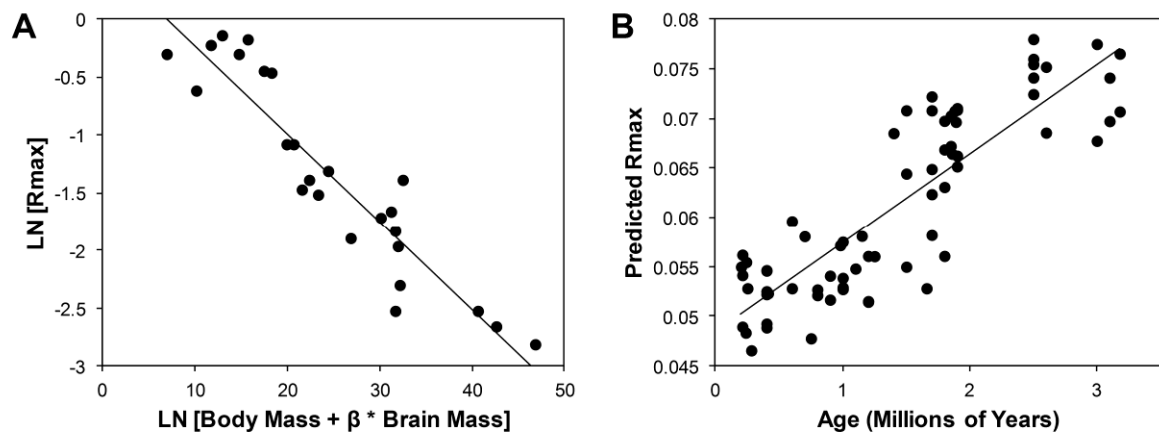 A
0
-0.5
-1
-1.5
-2
-2.5
-3
LN [Rmax]
0 10 20 30 40 50
LN [Body Mass + β * Brain Mass]
B
0.08
0.075
0.07
0.065
0.06
0.055
0.05
0.045
Predicted Rmax
0 1 2 3
Age (Millions of Years)